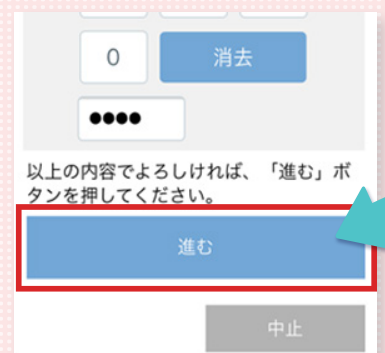 0
消去
●●●●
以上の内容でよろしければ、「進む」ボ
タンを押してください。
進む
中止